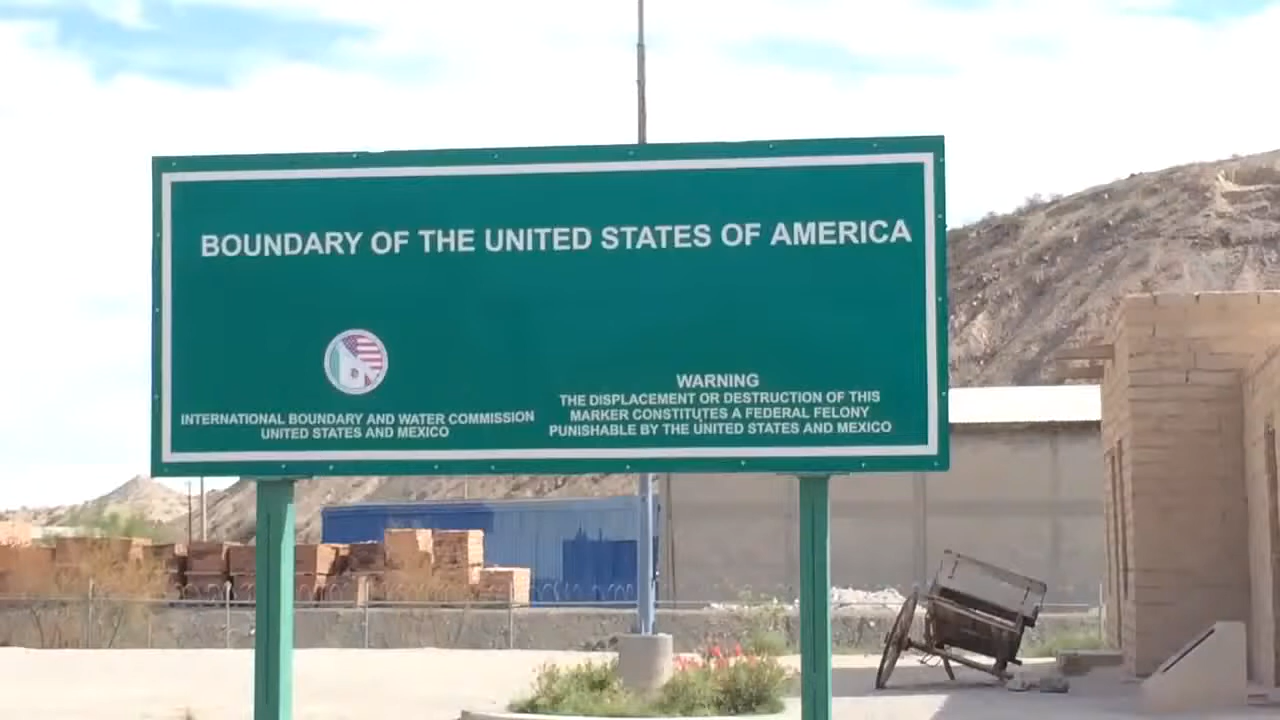 BOUNDARY OF THE UNITED STATES OF AMERICA
INTERNATIONAL BOUNDARY AND WATER COMMISSION
UNITED STATES AND MEXICO
WARNING
THE DISPLACEMENT OR DESTRUCTION OF THIS
MARKER CONSTITUTES A FEDERAL FELONY
PUNISHABLE BY THE UNITED STATES AND MEXICO